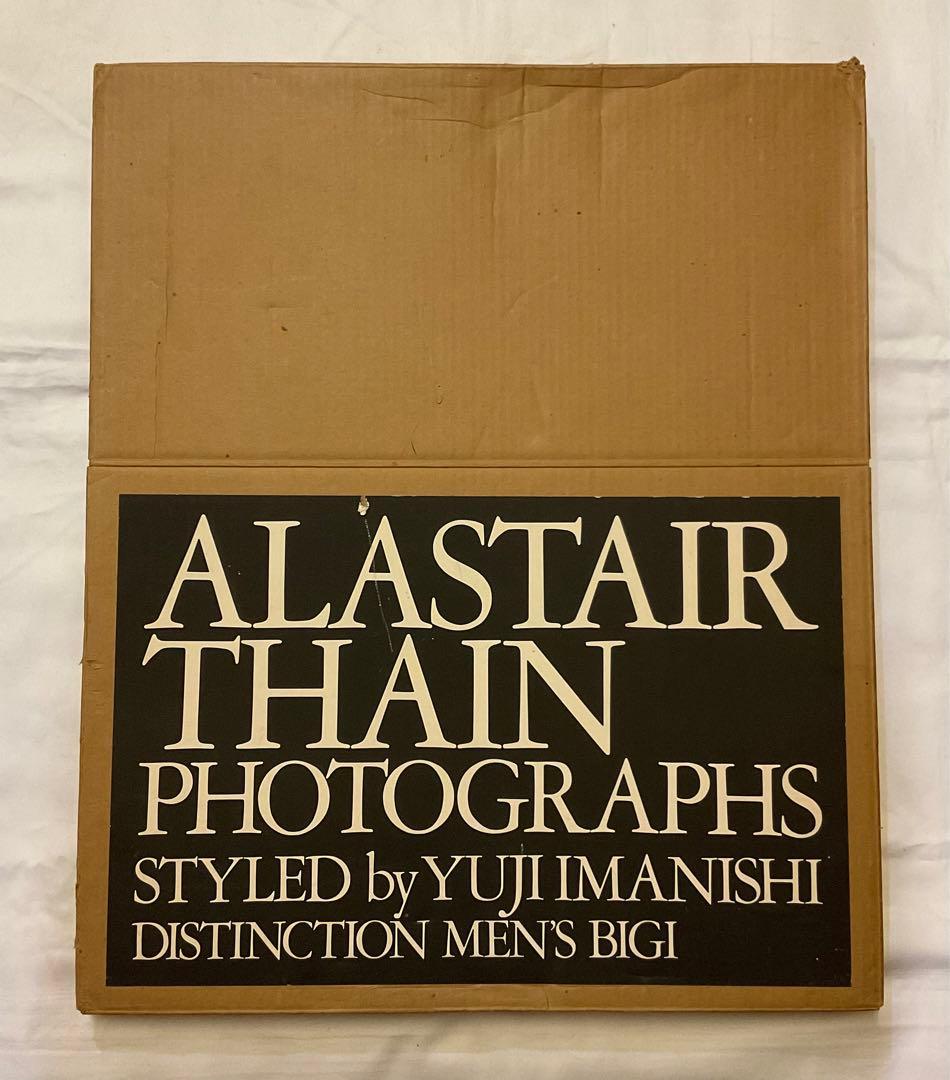 ALASTAIR
THAIN
PHOTOGRAPHS
STYLED by YUJI IMANISHI
DISTINCTION MEN'S BIGI